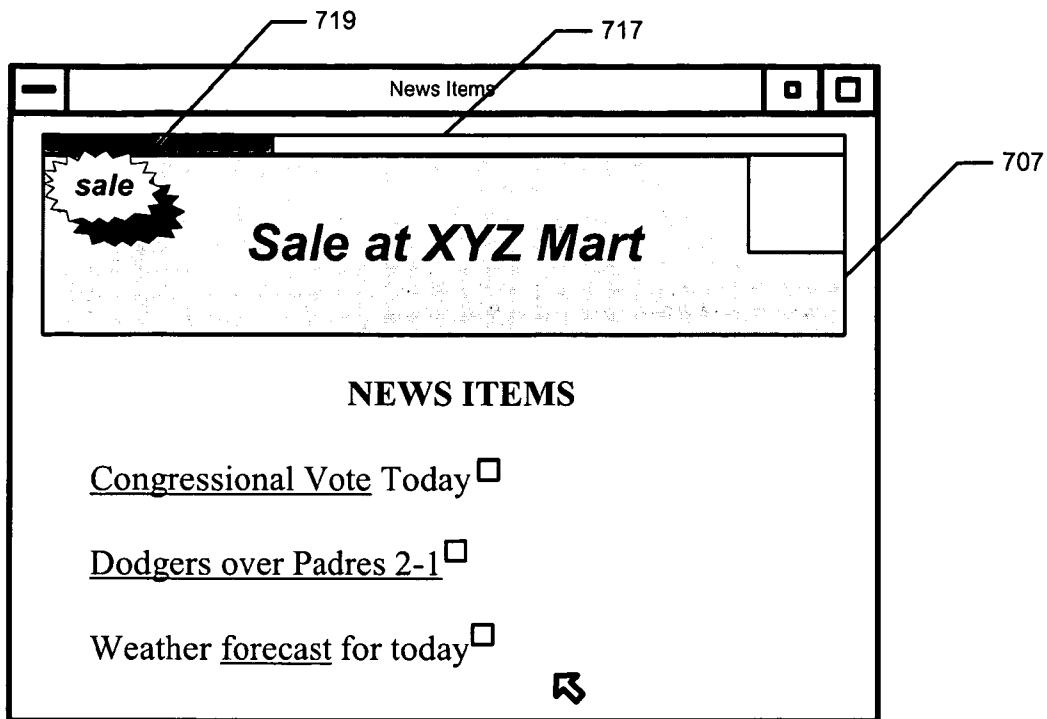 719
717
News Items
707
sale
Sale at XYZ Mart
NEWS ITEMS
Congressional Vote Today
Dodgers over Padres 2-1
Weather forecast for today